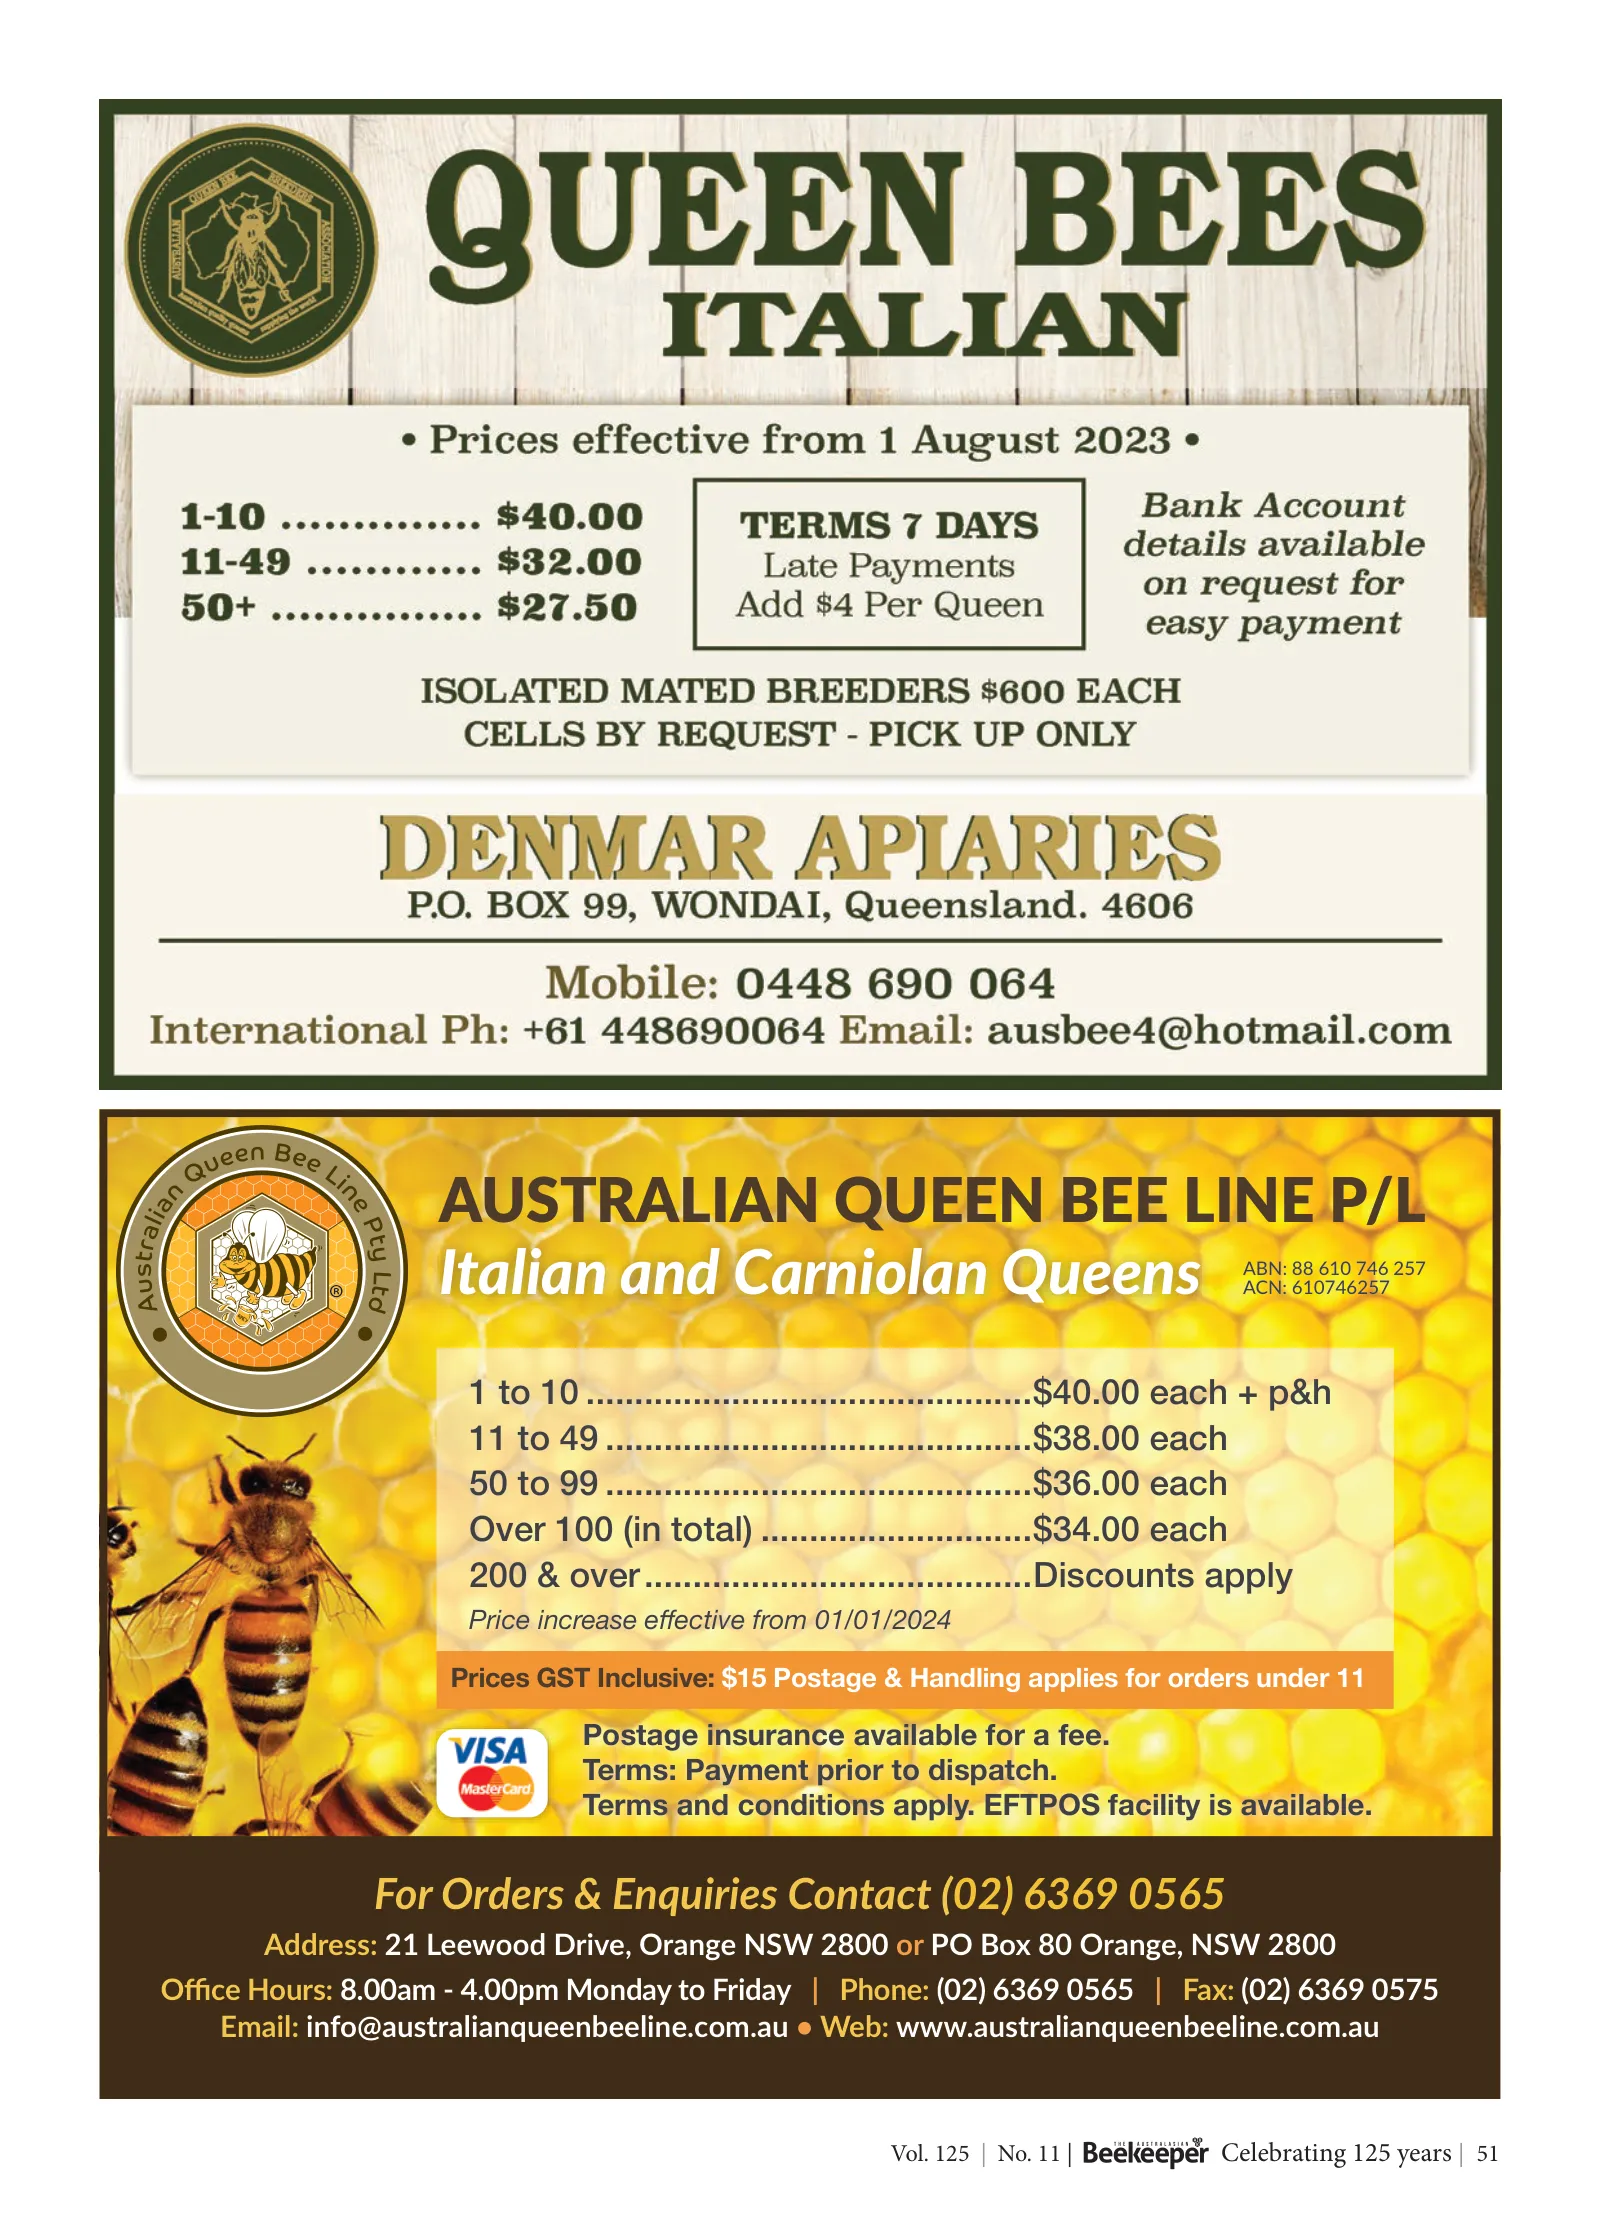 QUEEN BEES
ITALIAN
AUSTRALIAN QUEEN BEE BREEDERS ASSOCIATION
• Prices effective from 1 August 2023 •
1-10 .............. $40.00
11-49 ............ $32.00
50+ ............... $27.50
TERMS 7 DAYS
Late Payments
Add $4 Per Queen
Bank Account
details available
on request for
easy payment
ISOLATED MATED BREEDERS $600 EACH
CELLS BY REQUEST - PICK UP ONLY
DENMAR APIARIES
P.O. BOX 99, WONDAI, Queensland. 4606
Mobile: 0448 690 064
International Ph: +61 448690064 Email: ausbee4@hotmail.com
Australian Queen Bee Line Pty Ltd
®
AUSTRALIAN QUEEN BEE LINE P/L
Italian and Carniolan Queens
ABN: 88 610 746 257
ACN: 610746257
1 to 10 ..............................................$40.00 each + p&h
11 to 49 ............................................$38.00 each
50 to 99 ............................................$36.00 each
Over 100 (in total) ............................$34.00 each
200 & over........................................Discounts apply
Price increase effective from 01/01/2024
Prices GST Inclusive: $15 Postage & Handling applies for orders under 11
VISA
MasterCard
Postage insurance available for a fee.
Terms: Payment prior to dispatch.
Terms and conditions apply. EFTPOS facility is available.
For Orders & Enquiries Contact (02) 6369 0565
Address: 21 Leewood Drive, Orange NSW 2800 or PO Box 80 Orange, NSW 2800
Office Hours: 8.00am - 4.00pm Monday to Friday | Phone: (02) 6369 0565 | Fax: (02) 6369 0575
Email: info@australianqueenbeeline.com.au • Web: www.australianqueenbeeline.com.au
Vol. 125 | No. 11 | THE AUSTRALASIAN Beekeeper Celebrating 125 years | 51